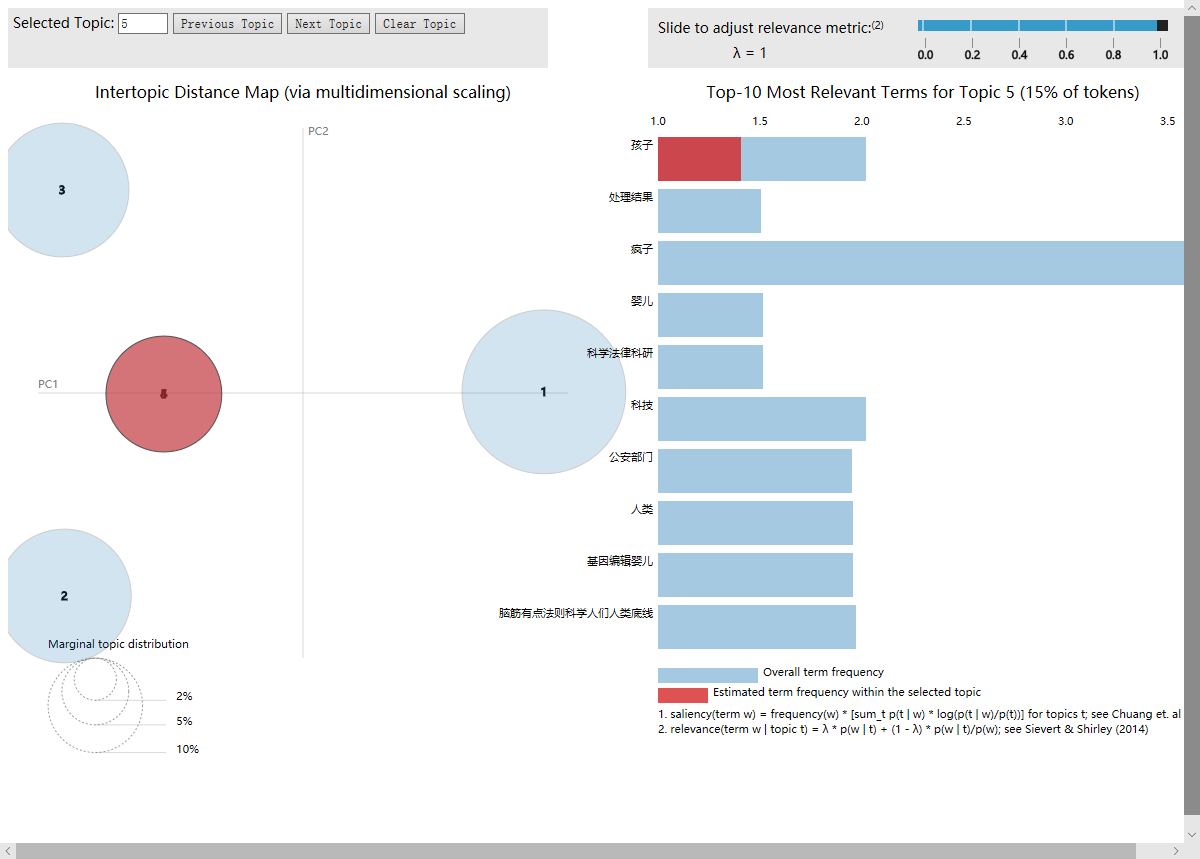 Selected Topic: 5 Previous Topic Next Topic Clear Topic
Slide to adjust relevance metric:(2)
λ = 1
0.0 0.2 0.4 0.6 0.8 1.0
Intertopic Distance Map (via multidimensional scaling)
PC2
PC1
3
1
2
Marginal topic distribution
2%
5%
10%
Top-10 Most Relevant Terms for Topic 5 (15% of tokens)
1.0 1.5 2.0 2.5 3.0 3.5
孩子
处理结果
疯子
婴儿
科学法律科研
科技
公安部门
人类
基因编辑婴儿
脑筋有点法则科学人们人类底线
Overall term frequency
Estimated term frequency within the selected topic
1. saliency(term w) = frequency(w) * [sum_t p(t | w) * log(p(t | w)/p(t))] for topics t; see Chuang et. al
2. relevance(term w | topic t) = λ * p(w | t) + (1 - λ) * p(w | t)/p(w); see Sievert & Shirley (2014)